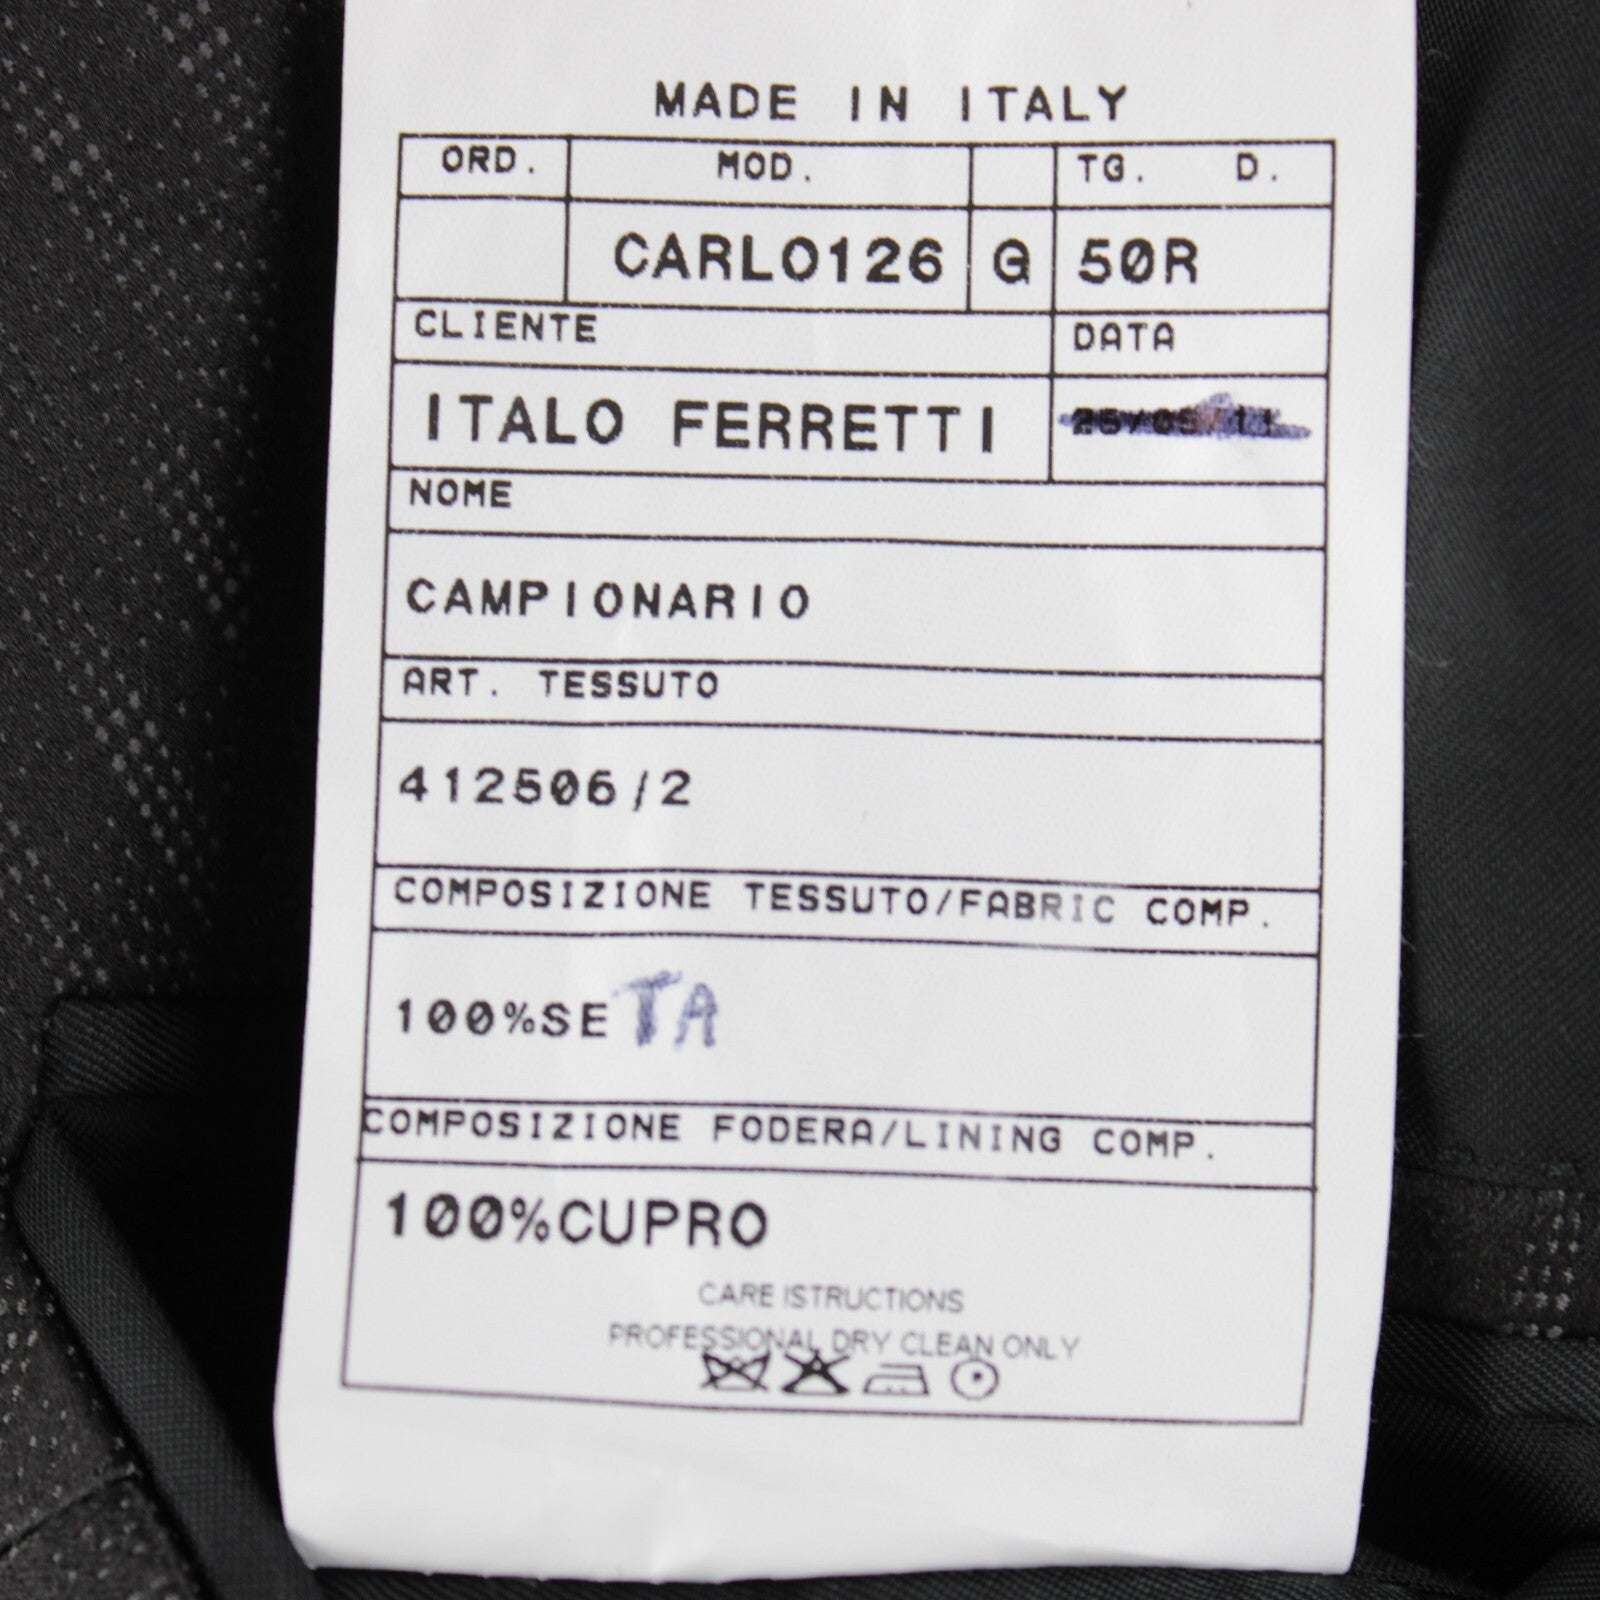 MADE IN ITALY
ORD. MOD. TG. D.
CARLO126 G 50R
CLIENTE DATA
ITALO FERRETTI
NOME
CAMPIONARIO
ART. TESSUTO
412506/2
COMPOSIZIONE TESSUTO/FABRIC COMP.
100%SETA
COMPOSIZIONE FODERA/LINING COMP.
100%CUPRO
CARE ISTRUCTIONS
PROFESSIONAL DRY CLEAN ONLY